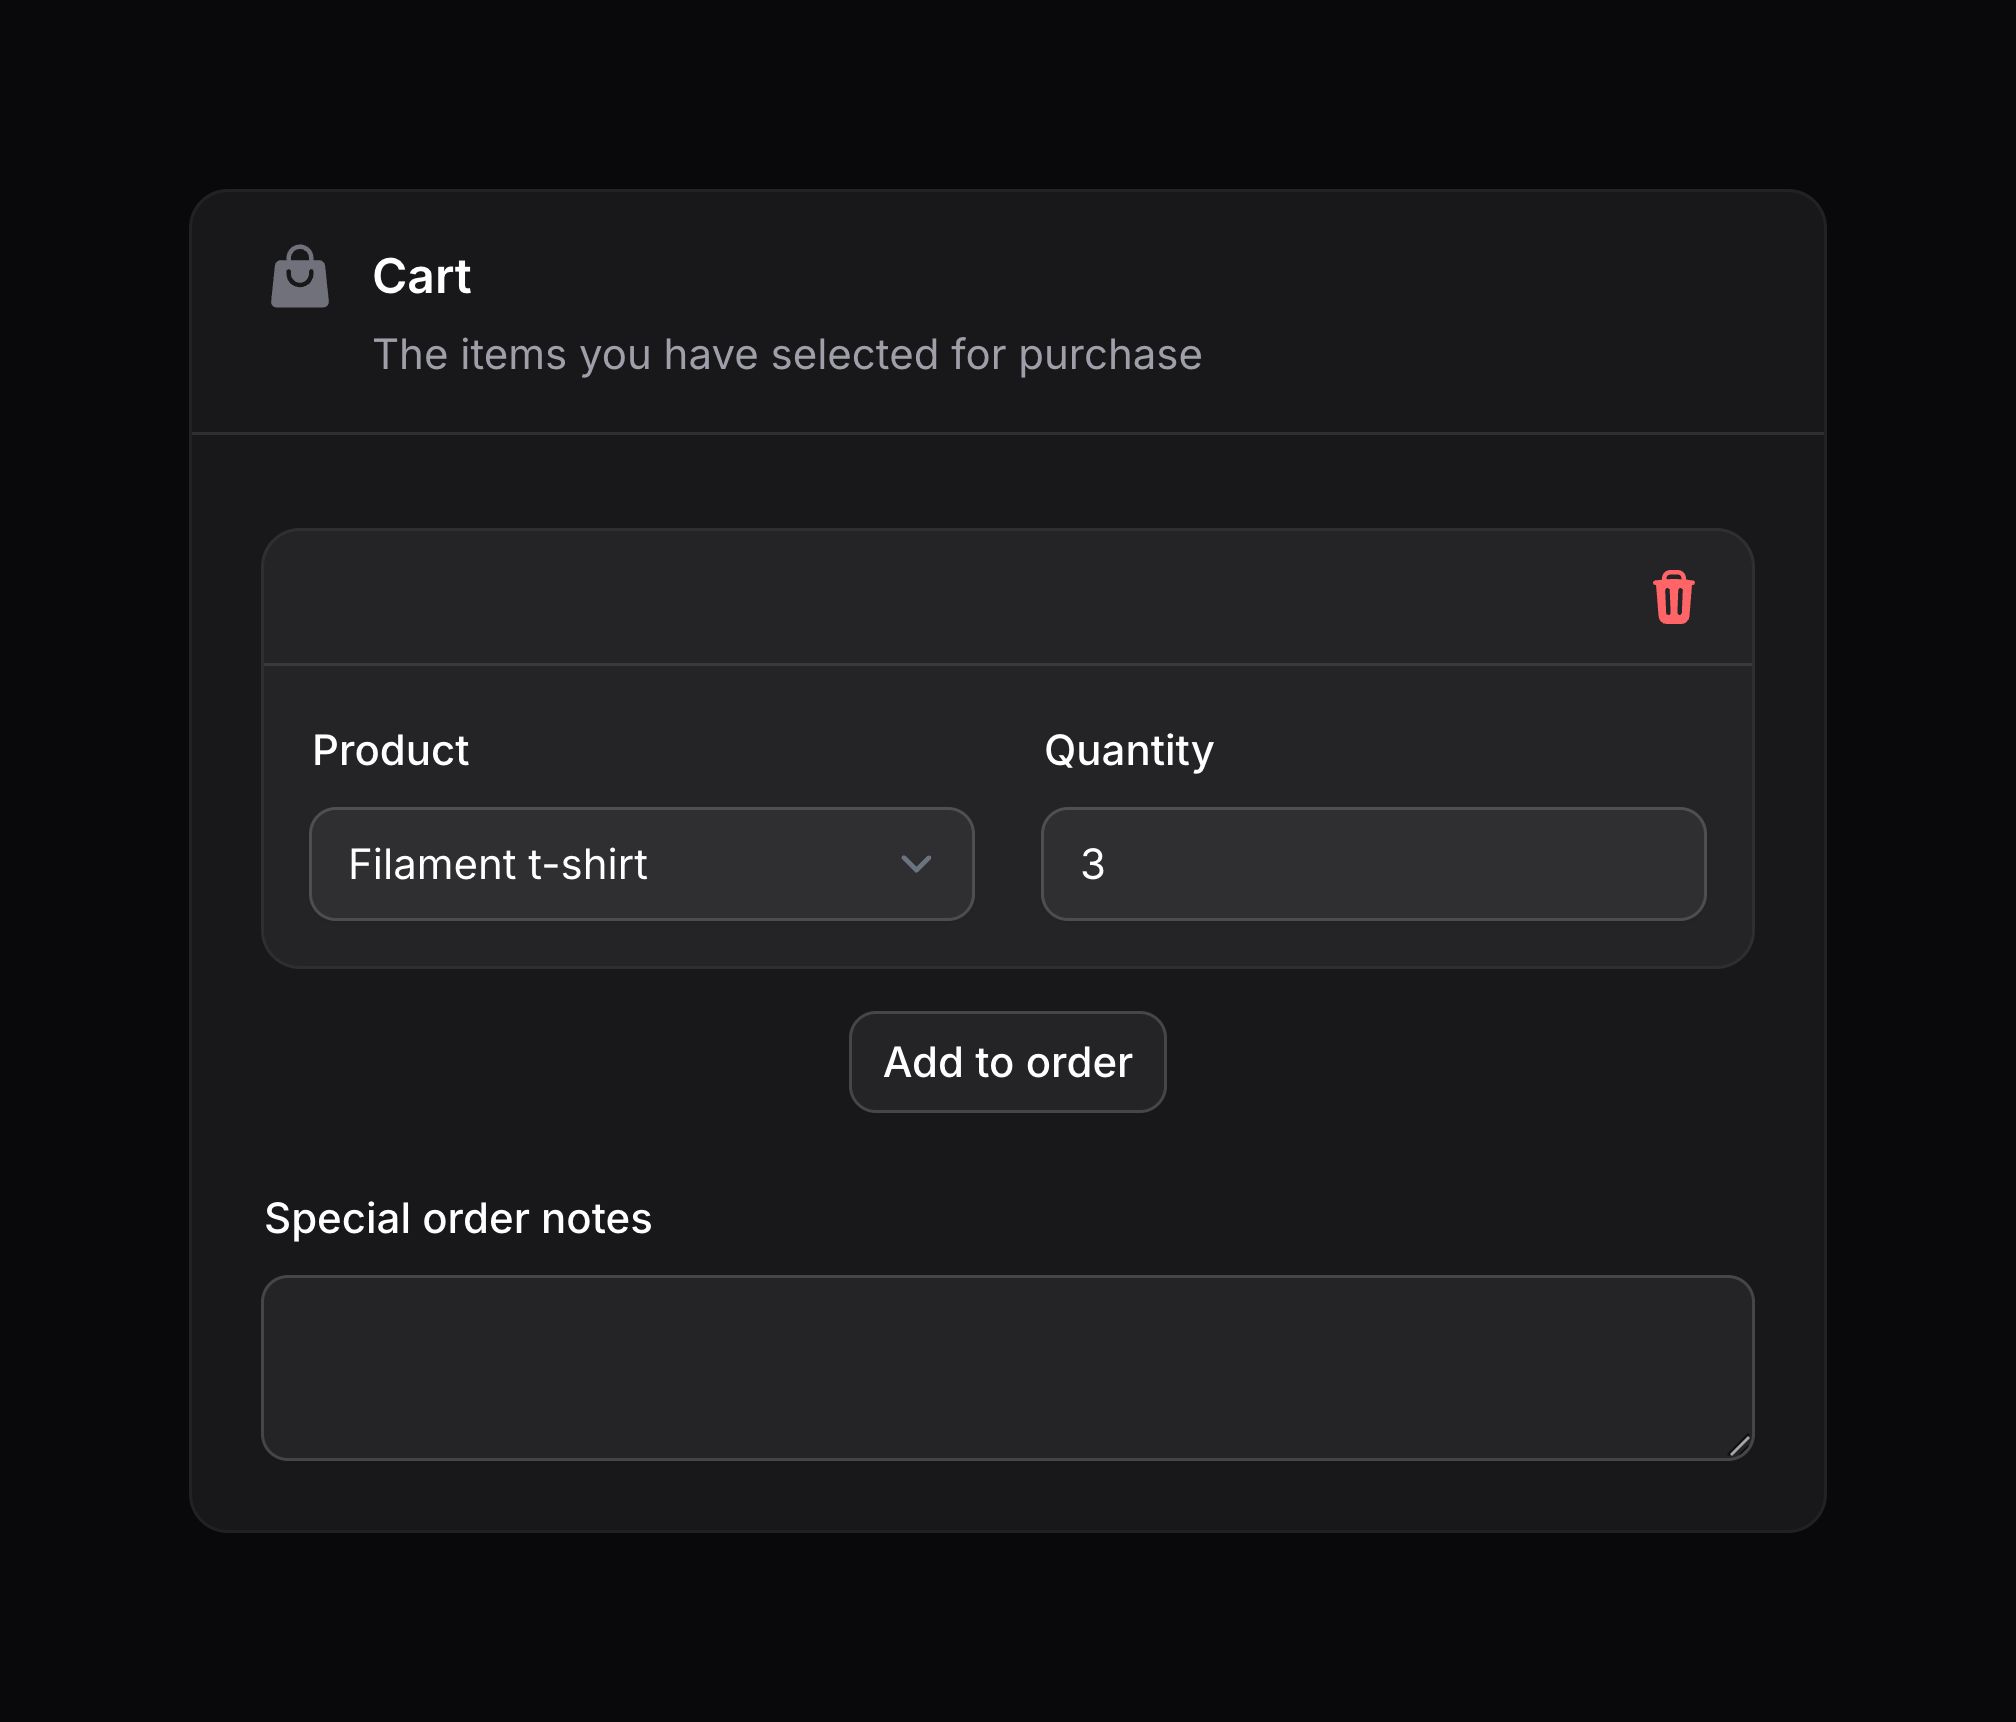 Cart
The items you have selected for purchase
Product
Quantity
Filament t-shirt
3
Add to order
Special order notes